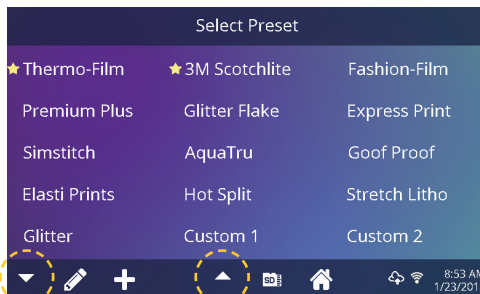 Select Preset
Thermo-Film 3M Scotchlite Fashion-Film
Premium Plus Glitter Flake Express Print
Simstitch AquaTru Goof Proof
Elasti Prints Hot Split Stretch Litho
Glitter Custom 1 Custom 2
SD 8:53 AM
1/23/201